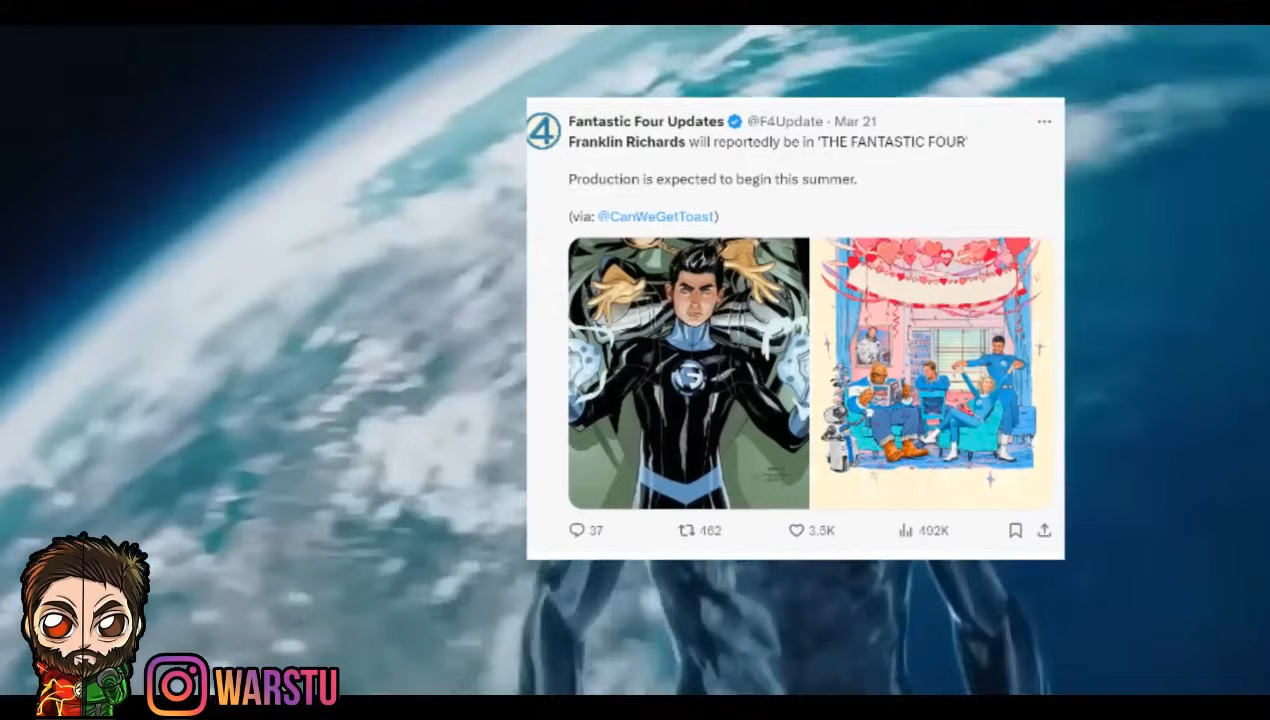 Fantastic Four Updates @F4Update · Mar 21
Franklin Richards will reportedly be in 'THE FANTASTIC FOUR'
Production is expected to begin this summer.
(via: @CanWeGetToast)
37 462 3.5K 492K
WARSTU